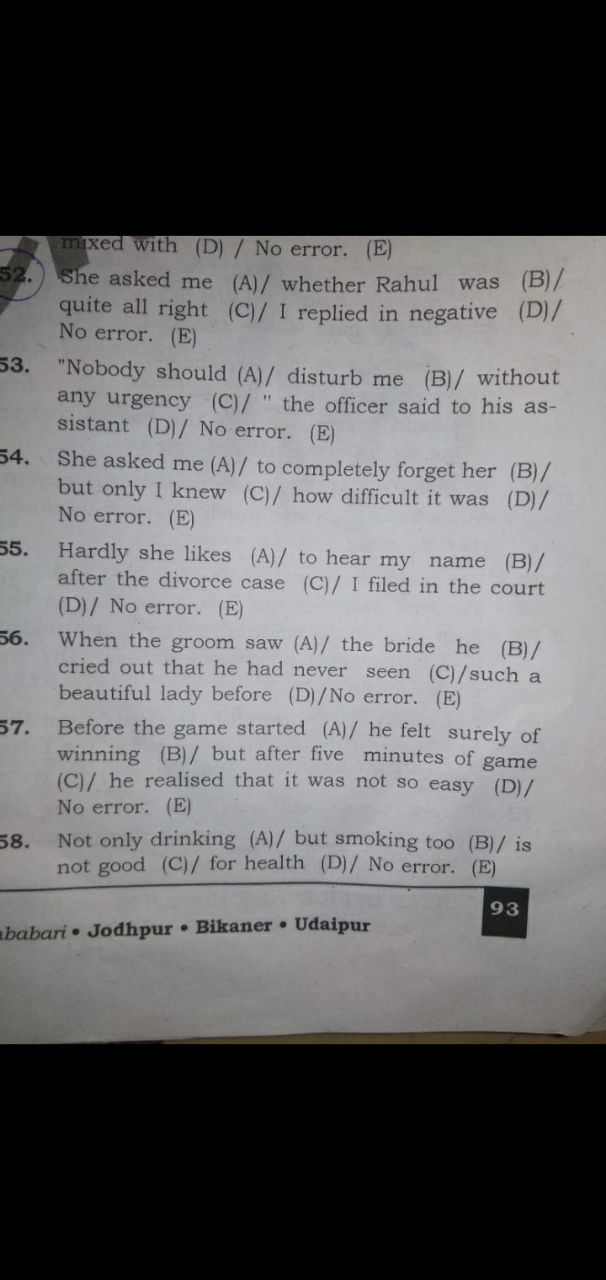 mixed with (D) / No error. (E)
52. She asked me (A)/ whether Rahul was (B)/
quite all right (C)/ I replied in negative (D)/
No error. (E)
53. "Nobody should (A)/ disturb me (B)/ without
any urgency (C)/ " the officer said to his as-
sistant (D)/ No error. (E)
54. She asked me (A)/ to completely forget her (B)/
but only I knew (C)/ how difficult it was (D)/
No error. (E)
55. Hardly she likes (A)/ to hear my name (B)/
after the divorce case (C)/ I filed in the court
(D)/ No error. (E)
56. When the groom saw (A)/ the bride he (B)/
cried out that he had never seen (C)/such a
beautiful lady before (D)/No error. (E)
57. Before the game started (A)/ he felt surely of
winning (B)/ but after five minutes of game
(C)/ he realised that it was not so easy (D)/
No error. (E)
58. Not only drinking (A)/ but smoking too (B)/ is
not good (C)/ for health (D)/ No error. (E)
93
• Jodhpur • Bikaner • Udaipur